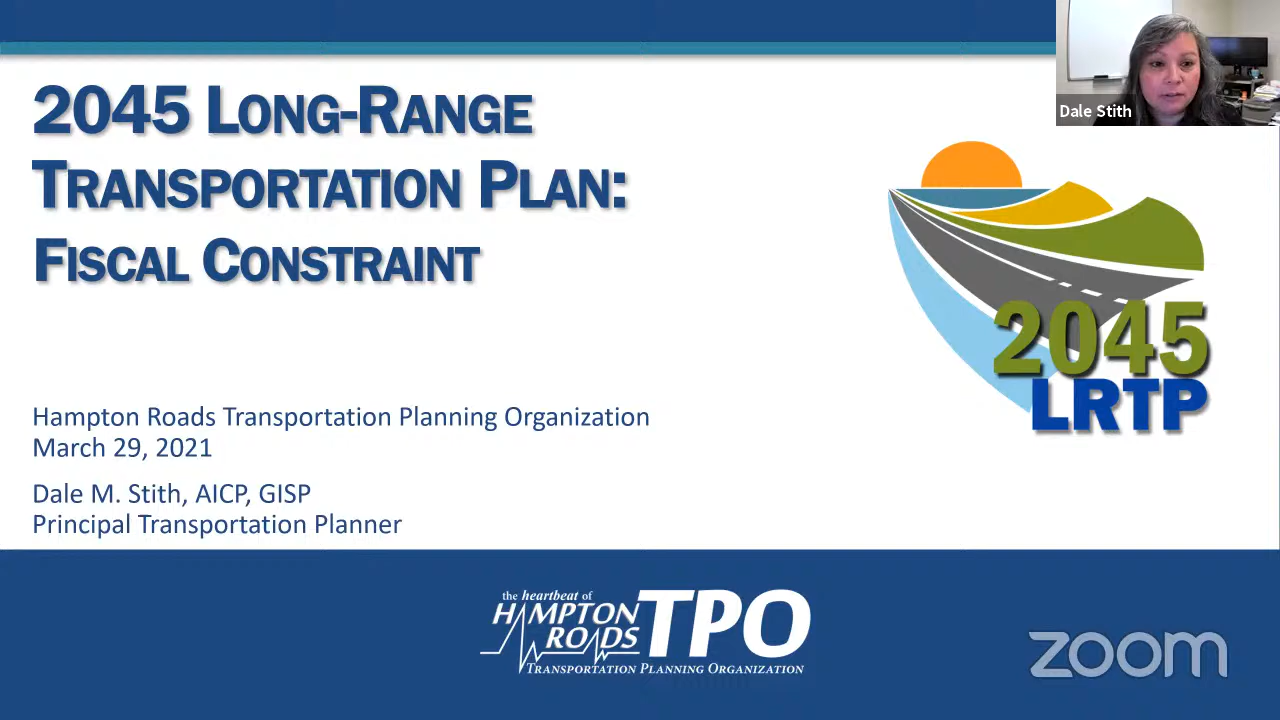 2045 LONG-RANGE
TRANSPORTATION PLAN:
FISCAL CONSTRAINT
Dale Stith
2045
LRTP
Hampton Roads Transportation Planning Organization
March 29, 2021
Dale M. Stith, AICP, GISP
Principal Transportation Planner
the heartbeat of
HAMPTON
ROADS
TPO
TRANSPORTATION PLANNING ORGANIZATION
zoom